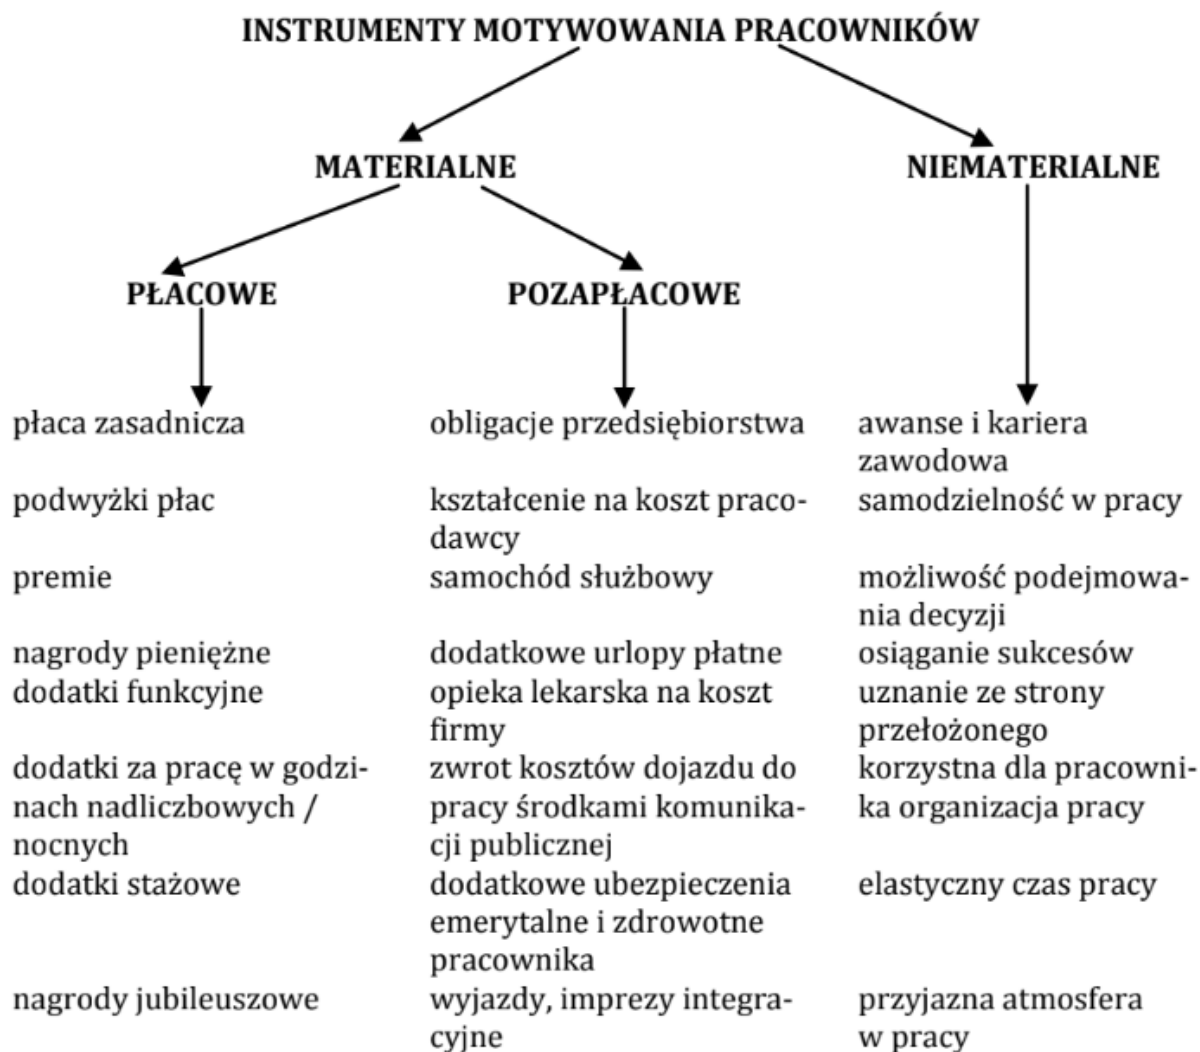 INSTRUMENTY MOTYWOWANIA PRACOWNIKÓW
MATERIALNE
NIEMATERIALNE
PŁACOWE
POZAPŁACOWE
płaca zasadnicza
podwyżki płac
premie
nagrody pieniężne
dodatki funkcyjne
dodatki za pracę w godzi-
nach nadliczbowych /
nocnych
dodatki stażowe
nagrody jubileuszowe
obligacje przedsiębiorstwa
kształcenie na koszt praco-
dawcy
samochód służbowy
dodatkowe urlopy płatne
opieka lekarska na koszt
firmy
zwrot kosztów dojazdu do
pracy środkami komunika-
cji publicznej
dodatkowe ubezpieczenia
emerytalne i zdrowotne
pracownika
wyjazdy, imprezy integra-
cyjne
awanse i kariera
zawodowa
samodzielność w pracy
możliwość podejmowa-
nia decyzji
osiąganie sukcesów
uznanie ze strony
przełożonego
korzystna dla pracowni-
ka organizacja pracy
elastyczny czas pracy
przyjazna atmosfera
w pracy